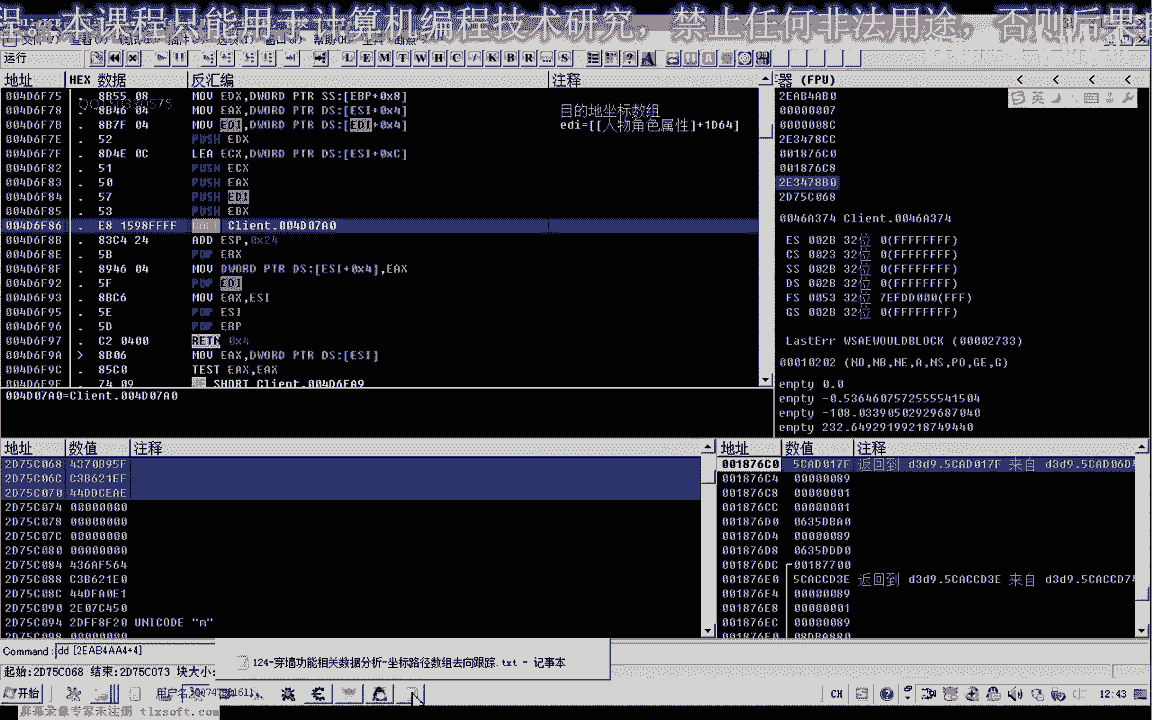 程。本课程只能用于计算机编程技术研究，禁止任何非法用途，否则后果自
运行
L E M T W H C / K B R ... S
地址 HEX 数据 反汇编 注释
004D6F75 . 8B55 08 MOV EDX,DWORD PTR SS:[EBP+0x8]
004D6F78 . 8B46 04 MOV EAX,DWORD PTR DS:[ESI+0x4] 目的地坐标数组
004D6F7B . 8B7F 04 MOV EDI,DWORD PTR DS:[EDI+0x4] edi=[[人物角色属性]+1D64]
004D6F7E . 52 PUSH EDX
004D6F7F . 8D4E 0C LEA ECX,DWORD PTR DS:[ESI+0xC]
004D6F82 . 51 PUSH ECX
004D6F83 . 50 PUSH EAX
004D6F84 . 57 PUSH EDI
004D6F85 . 53 PUSH EBX
004D6F86 . E8 1598FFFF CALL Client.004D07A0
004D6F8B . 83C4 24 ADD ESP,0x24
004D6F8E . 5B POP EBX
004D6F8F . 8946 04 MOV DWORD PTR DS:[ESI+0x4],EAX
004D6F92 . 5F POP EDI
004D6F93 . 8BC6 MOV EAX,ESI
004D6F95 . 5E POP ESI
004D6F96 . 5D POP EBP
004D6F97 . C2 0400 RETN 0x4
004D6F9A > 8B06 MOV EAX,DWORD PTR DS:[ESI]
004D6F9C . 85C0 TEST EAX,EAX
004D6F9E . 74 09 SHORT Client.004D6FA9
004D07A0=Client.004D07A0
器 (FPU) < < < <
2EAB4AB0
00000007
0000008C
2E3478CC
001876C0
001876C8
2E3478B0
2D75C068
0046A374 Client.0046A374
ES 002B 32位 0(FFFFFFFF)
CS 0023 32位 0(FFFFFFFF)
SS 002B 32位 0(FFFFFFFF)
DS 002B 32位 0(FFFFFFFF)
FS 0053 32位 7EFDD000(FFF)
GS 002B 32位 0(FFFFFFFF)
LastErr WSAEWOULDBLOCK (00002733)
00010202 (NO,NB,NE,A,NS,PO,GE,G)
empty 0.0
empty -0.5364607572555541504
empty -108.03390502929687040
empty 232.64929199218749440
英
地址 数值 注释
2D75C068 4370B95F
2D75C06C C3B621EF
2D75C070 44DDCEAE
2D75C074 00000000
2D75C078 00000000
2D75C07C 00000000
2D75C080 00000000
2D75C084 436AF564
2D75C088 C3B621E0
2D75C08C 44DFA0E1
2D75C090 2E07C450
2D75C094 2DFF8F20 UNICODE "n"
2D75C098 00000000
地址 数值 注释
001876C0 5CAD017F 返回到 d3d9.5CAD017F 来自 d3d9.5CAD06D
001876C4 00000089
001876C8 00000001
001876CC 00000001
001876D0 0635DBA0
001876D4 00000089
001876D8 0635DDD0
001876DC 00187700
001876E0 5CACCD3E 返回到 d3d9.5CACCD3E 来自 d3d9.5CACCD7
001876E4 00000089
001876E8 00000001
001876EC 00000089
001876F0 08DBA880
Command: dd [2EAB4AA4+4]
起始:2D75C068 结束:2D75C073 块大小:
124-穿墙功能相关数据分析-坐标路径数组去向跟踪.txt - 记事本
开始
CH
12:43
屏幕录像专家未注册 tlxsoft.com